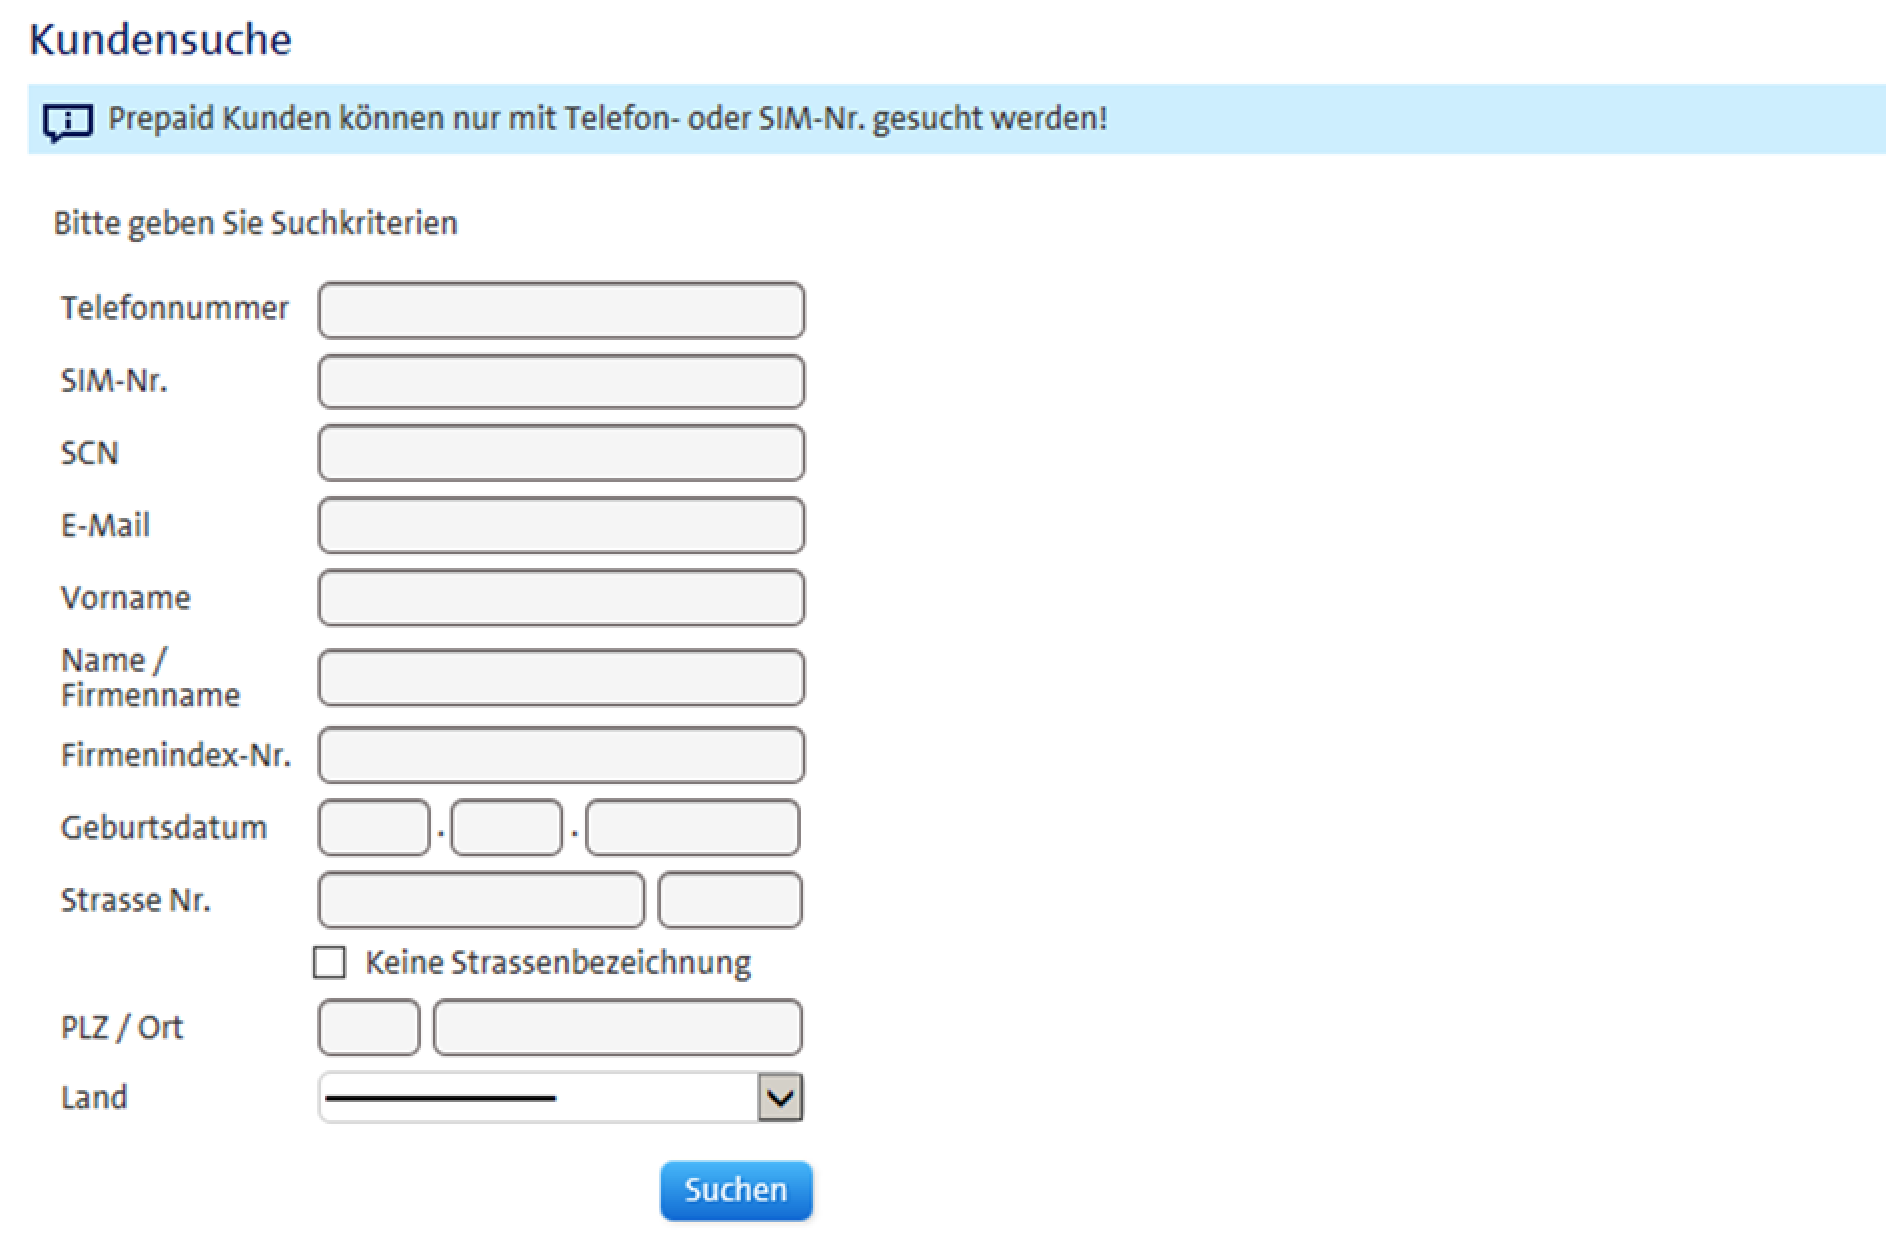 Kundensuche
Prepaid Kunden können nur mit Telefon- oder SIM-Nr. gesucht werden!
Bitte geben Sie Suchkriterien
Telefonnummer
SIM-Nr.
SCN
E-Mail
Vorname
Name /
Firmenname
Firmenindex-Nr.
Geburtsdatum . .
Strasse Nr.
Keine Strassenbezeichnung
PLZ / Ort
Land
Suchen